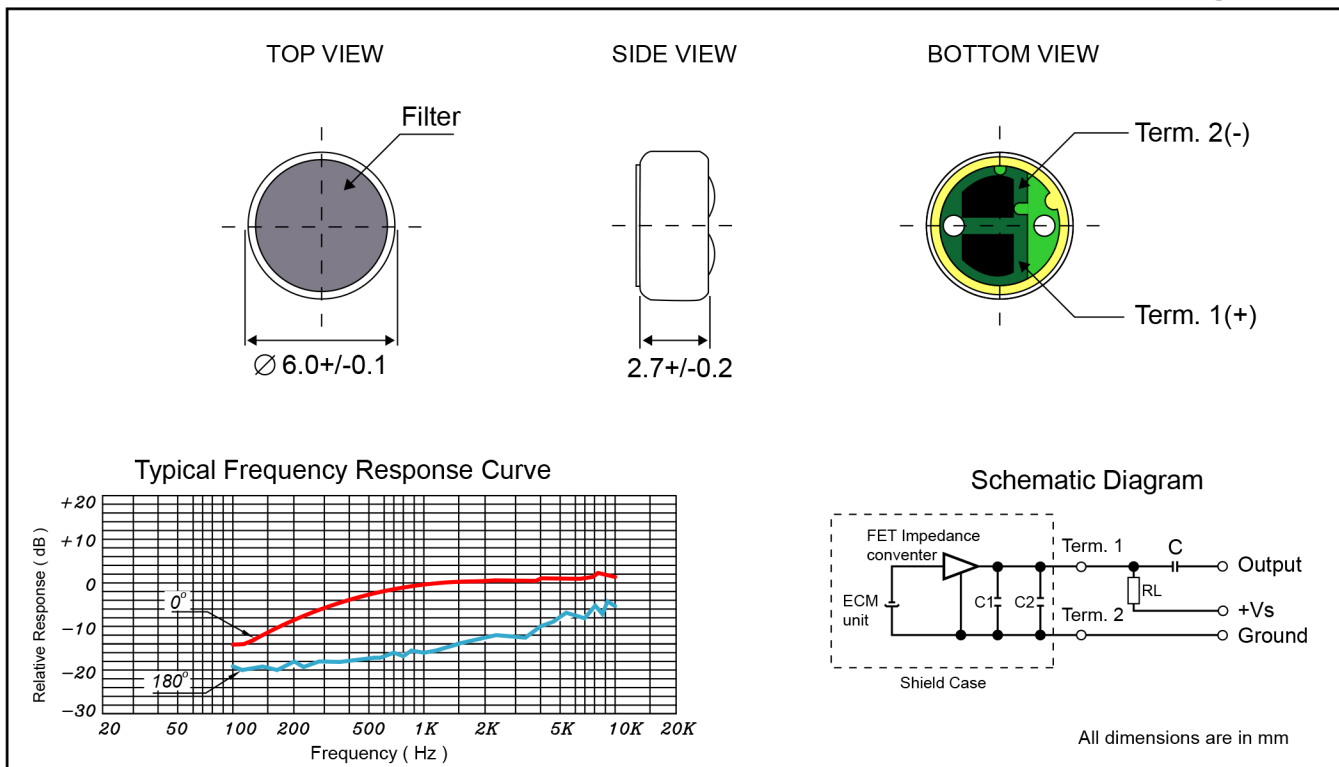 TOP VIEW
SIDE VIEW
BOTTOM VIEW
Filter
Term. 2(-)
Term. 1(+)
∅ 6.0+/-0.1
2.7+/-0.2
Typical Frequency Response Curve
Relative Response ( dB )
+20
+10
0
−10
−20
−30
0°
180°
20 50 100 200 500 1K 2K 5K 10K 20K
Frequency ( Hz )
Schematic Diagram
FET Impedance
conventer
ECM
unit
C1
C2
Term. 1
Term. 2
C
RL
Output
+Vs
Ground
Shield Case
All dimensions are in mm